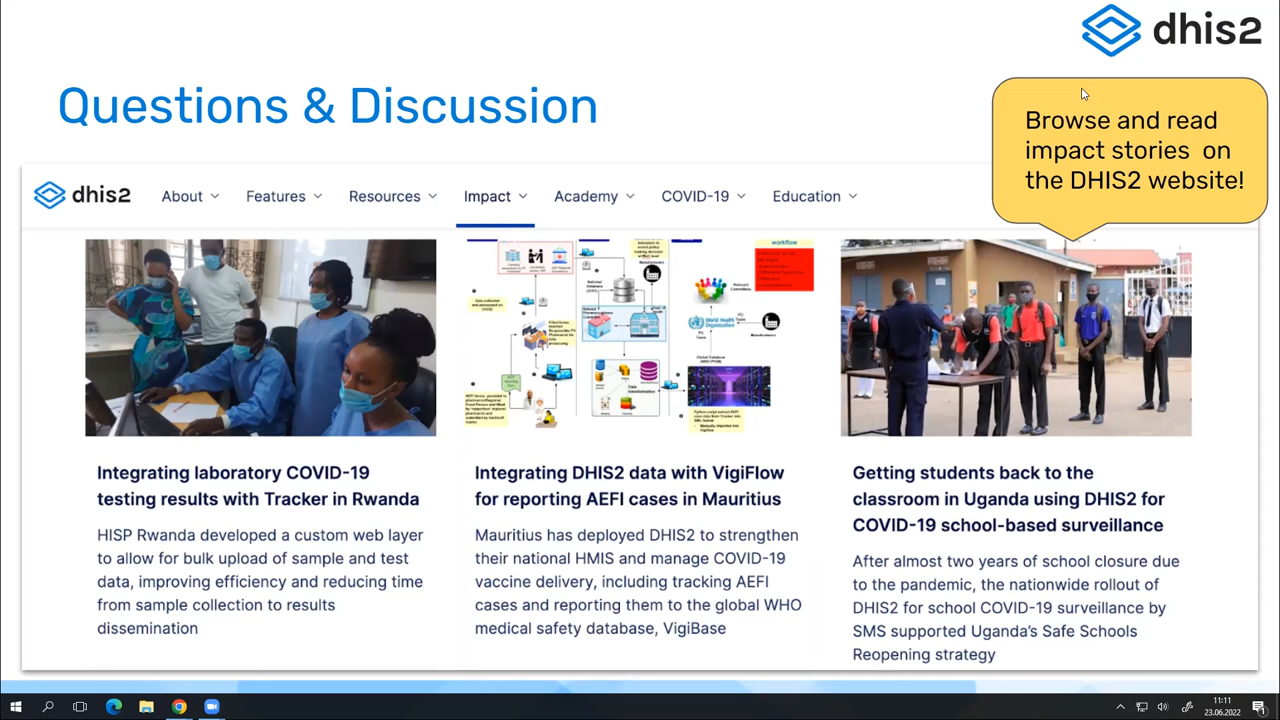 dhis2
Questions & Discussion
Browse and read
impact stories on
the DHIS2 website!
dhis2 About Features Resources Impact Academy COVID-19 Education
workflow
World Health
Organization
Integrating laboratory COVID-19
testing results with Tracker in Rwanda
HISP Rwanda developed a custom web layer
to allow for bulk upload of sample and test
data, improving efficiency and reducing time
from sample collection to results
dissemination
Integrating DHIS2 data with VigiFlow
for reporting AEFI cases in Mauritius
Mauritius has deployed DHIS2 to strengthen
their national HMIS and manage COVID-19
vaccine delivery, including tracking AEFI
cases and reporting them to the global WHO
medical safety database, VigiBase
Getting students back to the
classroom in Uganda using DHIS2 for
COVID-19 school-based surveillance
After almost two years of school closure due
to the pandemic, the nationwide rollout of
DHIS2 for school COVID-19 surveillance by
SMS supported Uganda's Safe Schools
Reopening strategy
11:11
23.06.2022